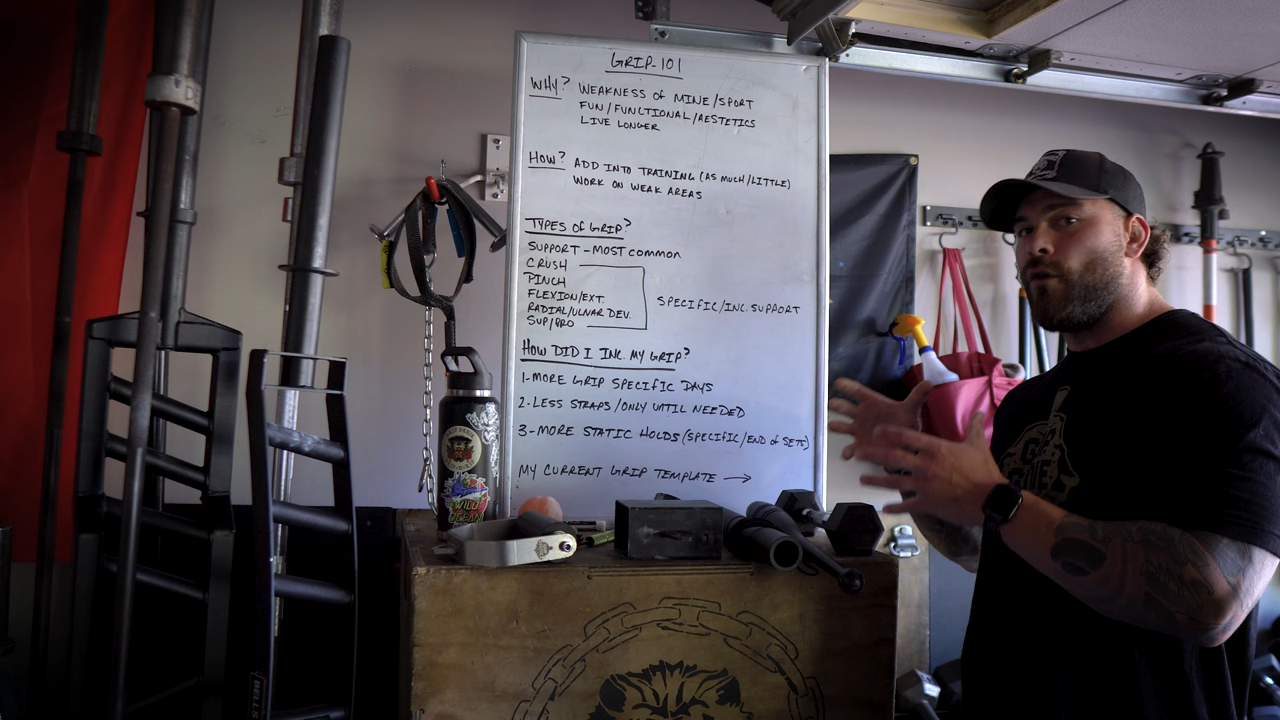 GRIP-101
WHY? WEAKNESS OF MINE/SPORT
FUN/FUNCTIONAL/AESTETICS
LIVE LONGER
HOW? ADD INTO TRAINING (AS MUCH/LITTLE)
WORK ON WEAK AREAS
TYPES OF GRIP?
SUPPORT - MOST COMMON
CRUSH
PINCH
FLEXION/EXT.
RADIAL/ULNAR DEV.
SUP/PRO
SPECIFIC/INC. SUPPORT
HOW DID I INC. MY GRIP?
1-MORE GRIP SPECIFIC DAYS
2-LESS STRAPS/ONLY UNTIL NEEDED
3-MORE STATIC HOLDS (SPECIFIC/END OF SETS)
MY CURRENT GRIP TEMPLATE →
WILD
OCEAN
BELLS